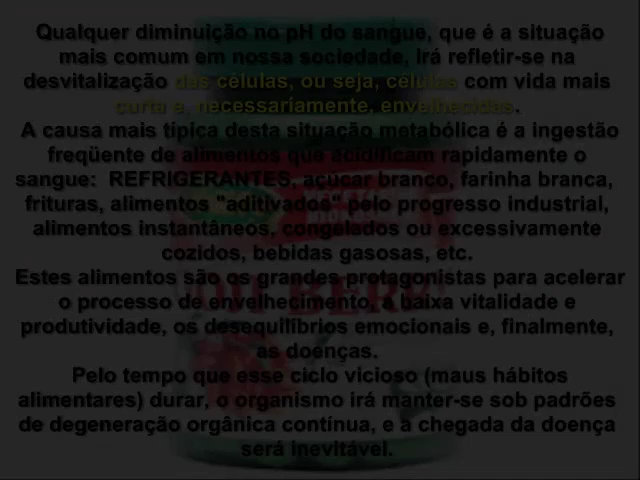 Qualquer diminuição no pH do sangue, que é a situação
mais comum em nossa sociedade, irá refletir-se na
desvitalização das células, ou seja, células com vida mais
curta e, necessariamente, envelhecidas.
A causa mais típica desta situação metabólica é a ingestão
freqüente de alimentos que acidificam rapidamente o
sangue: REFRIGERANTES, açúcar branco, farinha branca,
frituras, alimentos "aditivados" pelo progresso industrial,
alimentos instantâneos, congelados ou excessivamente
cozidos, bebidas gasosas, etc.
Estes alimentos são os grandes protagonistas para acelerar
o processo de envelhecimento, a baixa vitalidade e
produtividade, os desequilíbrios emocionais e, finalmente,
as doenças.
Pelo tempo que esse ciclo vicioso (maus hábitos
alimentares) durar, o organismo irá manter-se sob padrões
de degeneração orgânica contínua, e a chegada da doença
será inevitável.